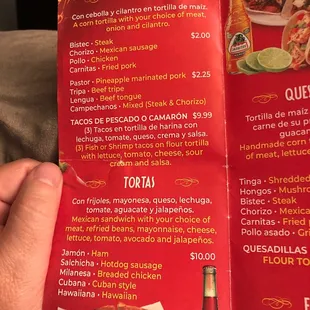 Con cebolla y cilantro en tortilla de maíz.
A corn tortilla with your choice of meat,
onion and cilantro.
$2.00
Bistec • Steak
Chorizo • Mexican sausage
Pollo • Chicken
Carnitas • Fried pork
Pastor • Pineapple marinated pork $2.25
Tripa • Beef tripe
Lengua • Beef tongue
Campechanos • Mixed (Steak & Chorizo)
TACOS DE PESCADO O CAMARÓN $9.99
(3) Tacos en tortilla de harina con
lechuga, tomate, queso, crema y salsa.
(3) Fish or Shrimp tacos on flour tortilla
with lettuce, tomato, cheese, sour
cream and salsa.
TORTAS
Con frijoles, mayonesa, queso, lechuga,
tomate, aguacate y jalapeños.
Mexican sandwich with your choice of
meat, refried beans, mayonnaise, cheese,
lettuce, tomato, avocado and jalapeños.
Jamón • Ham $10.00
Salchicha • Hotdog sausage
Milanesa • Breaded chicken
Cubana • Cuban style
Hawaiiana • Hawaiian
QUES
Tortilla de maíz
carne de su
guaca
Handmade corn
of meat, lettuce
Tinga • Shredded
Hongos • Mushro
Bistec • Steak
Chorizo • Mexica
Carnitas • Fried
Pollo asado • Gri
QUESADILLAS
FLOUR TO